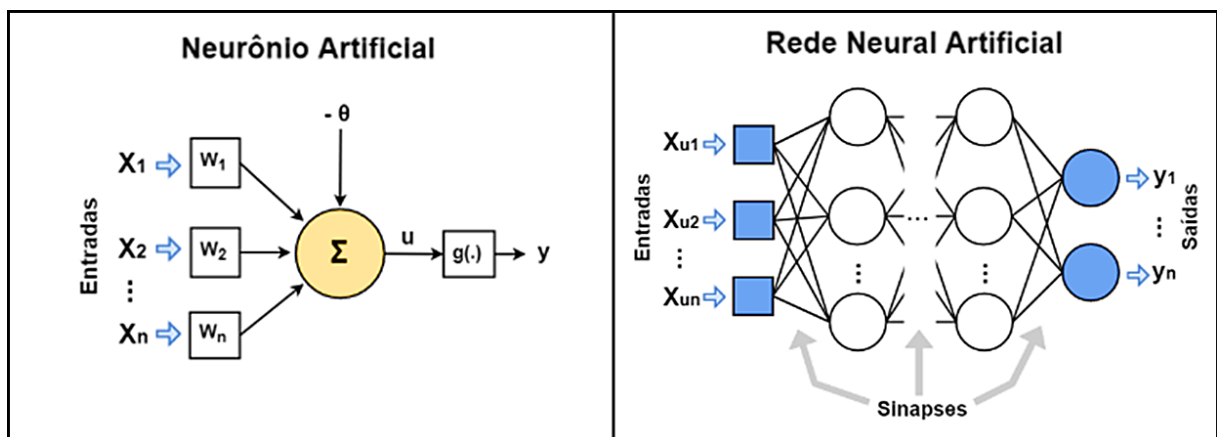 Neurônio Artificial
- θ
Entradas
X1
W1
X2
W2
⋮
Xn
Wn
Σ
u
g(.)
y
Rede Neural Artificial
Entradas
Xu1
Xu2
⋮
Xun
...
⋮
⋮
y1
⋮
yn
Saídas
Sinapses